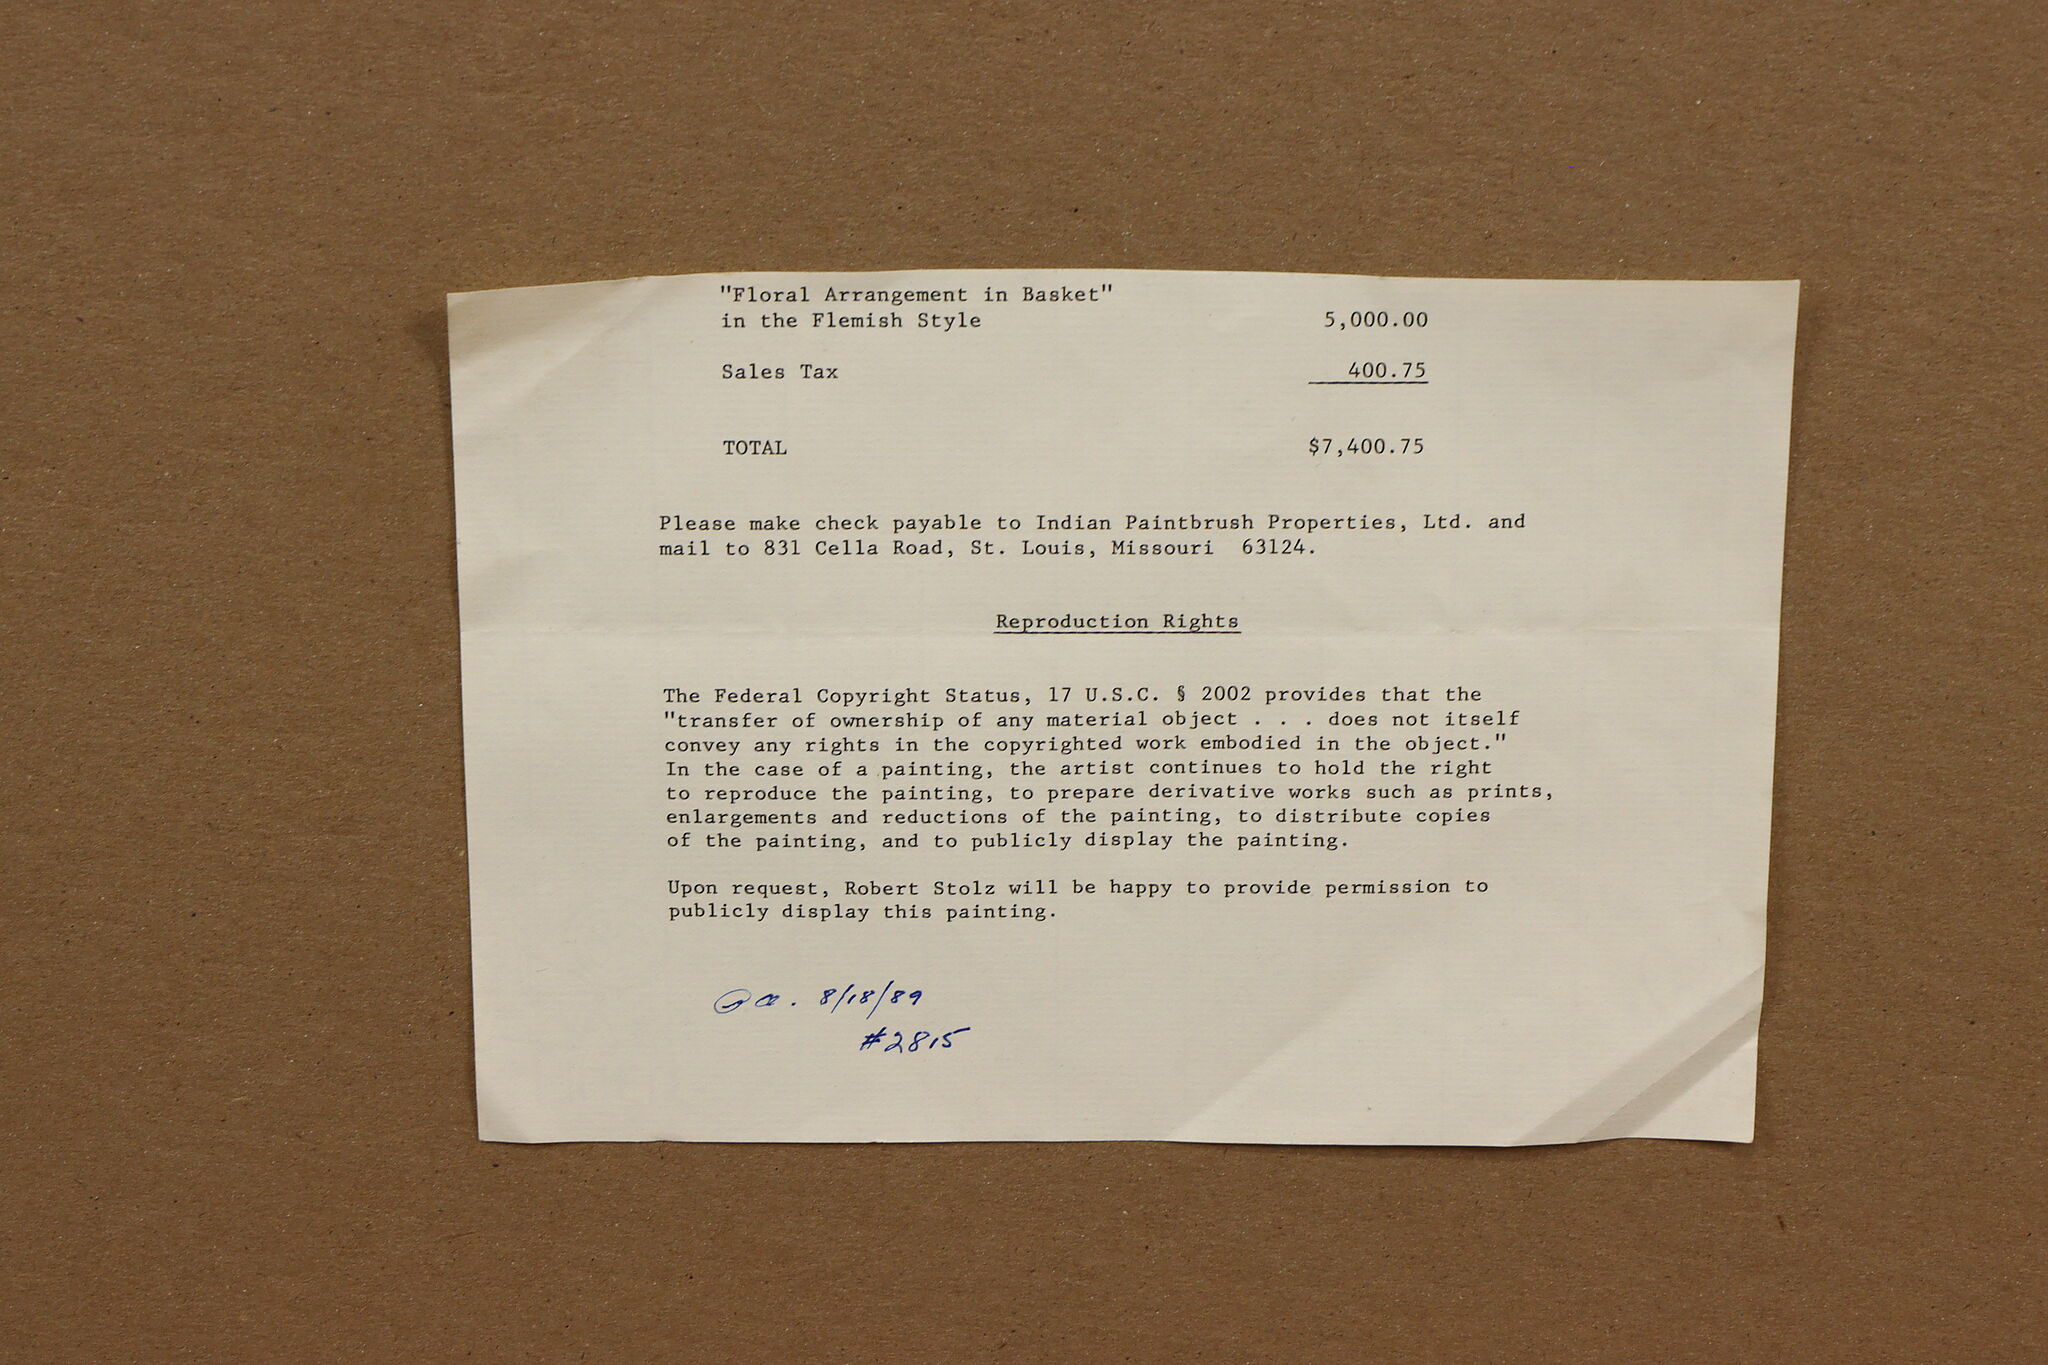 "Floral Arrangement in Basket"
in the Flemish Style 5,000.00
Sales Tax 400.75
TOTAL $7,400.75
Please make check payable to Indian Paintbrush Properties, Ltd. and
mail to 831 Cella Road, St. Louis, Missouri 63124.
Reproduction Rights
The Federal Copyright Status, 17 U.S.C. § 2002 provides that the
"transfer of ownership of any material object . . . does not itself
convey any rights in the copyrighted work embodied in the object."
In the case of a painting, the artist continues to hold the right
to reproduce the painting, to prepare derivative works such as prints,
enlargements and reductions of the painting, to distribute copies
of the painting, and to publicly display the painting.
Upon request, Robert Stolz will be happy to provide permission to
publicly display this painting.
8/18/89
#2815